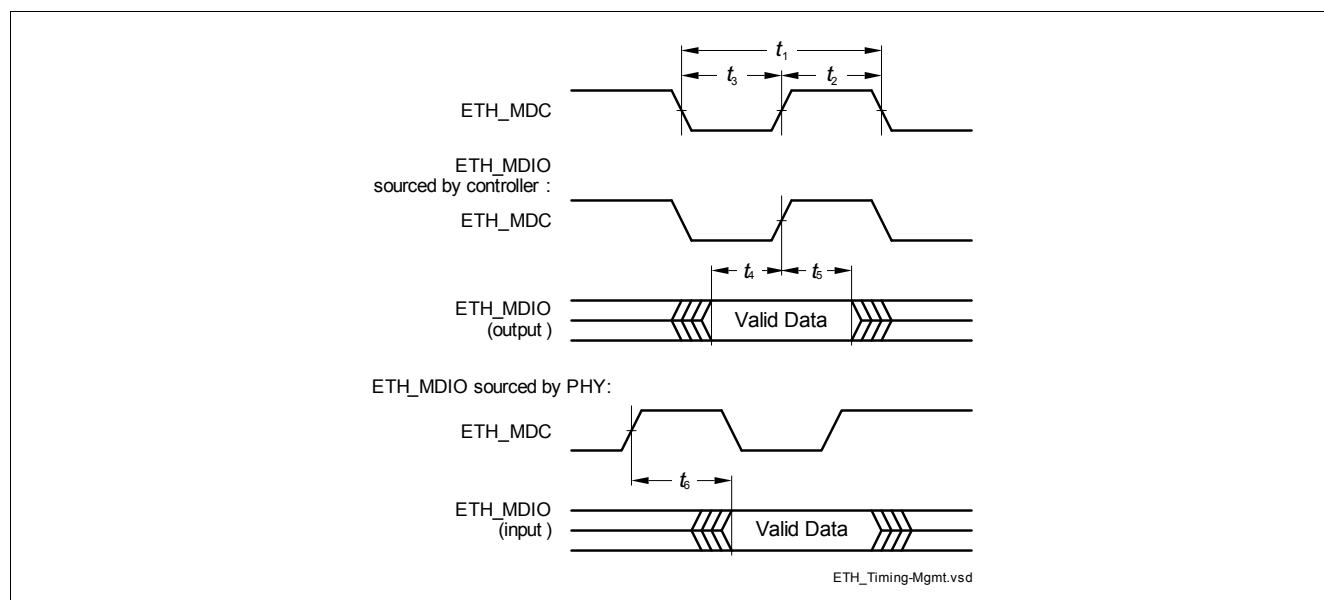 t1
t3 t2
ETH_MDC
ETH_MDIO
sourced by controller :
ETH_MDC
t4 t5
ETH_MDIO
(output )
Valid Data
ETH_MDIO sourced by PHY:
ETH_MDC
t6
ETH_MDIO
(input )
Valid Data
ETH_Timing-Mgmt.vsd